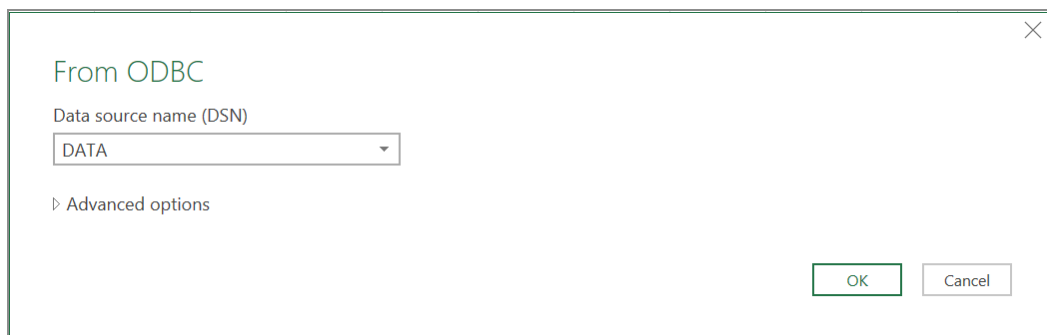 From ODBC
Data source name (DSN)
DATA
Advanced options
OK Cancel